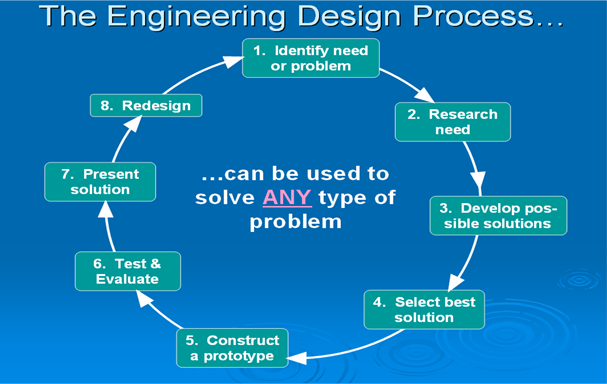 The Engineering Design Process...
1. Identify need
or problem
2. Research
need
3. Develop pos-
sible solutions
4. Select best
solution
5. Construct
a prototype
6. Test &
Evaluate
7. Present
solution
8. Redesign
...can be used to
solve ANY type of
problem